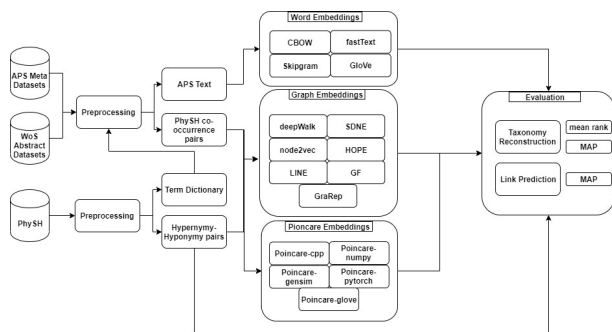 Word Embeddings
CBOW
fastText
Skipgram
GloVe
APS Meta
Datasets
WoS
Abstract
Datasets
Preprocessing
APS Text
PhySH co-
occurrence
pairs
Graph Embeddings
deepWalk
SDNE
node2vec
HOPE
LINE
GF
GraRep
Evaluation
Taxonomy
Reconstruction
mean rank
MAP
Link Prediction
MAP
PhySH
Preprocessing
Term Dictionary
Hypernymy-
Hyponymy pairs
Pioncare Embeddings
Poincare-cpp
Poincare-
numpy
Poincare-
gensim
Poincare-
pytorch
Poincare-glove